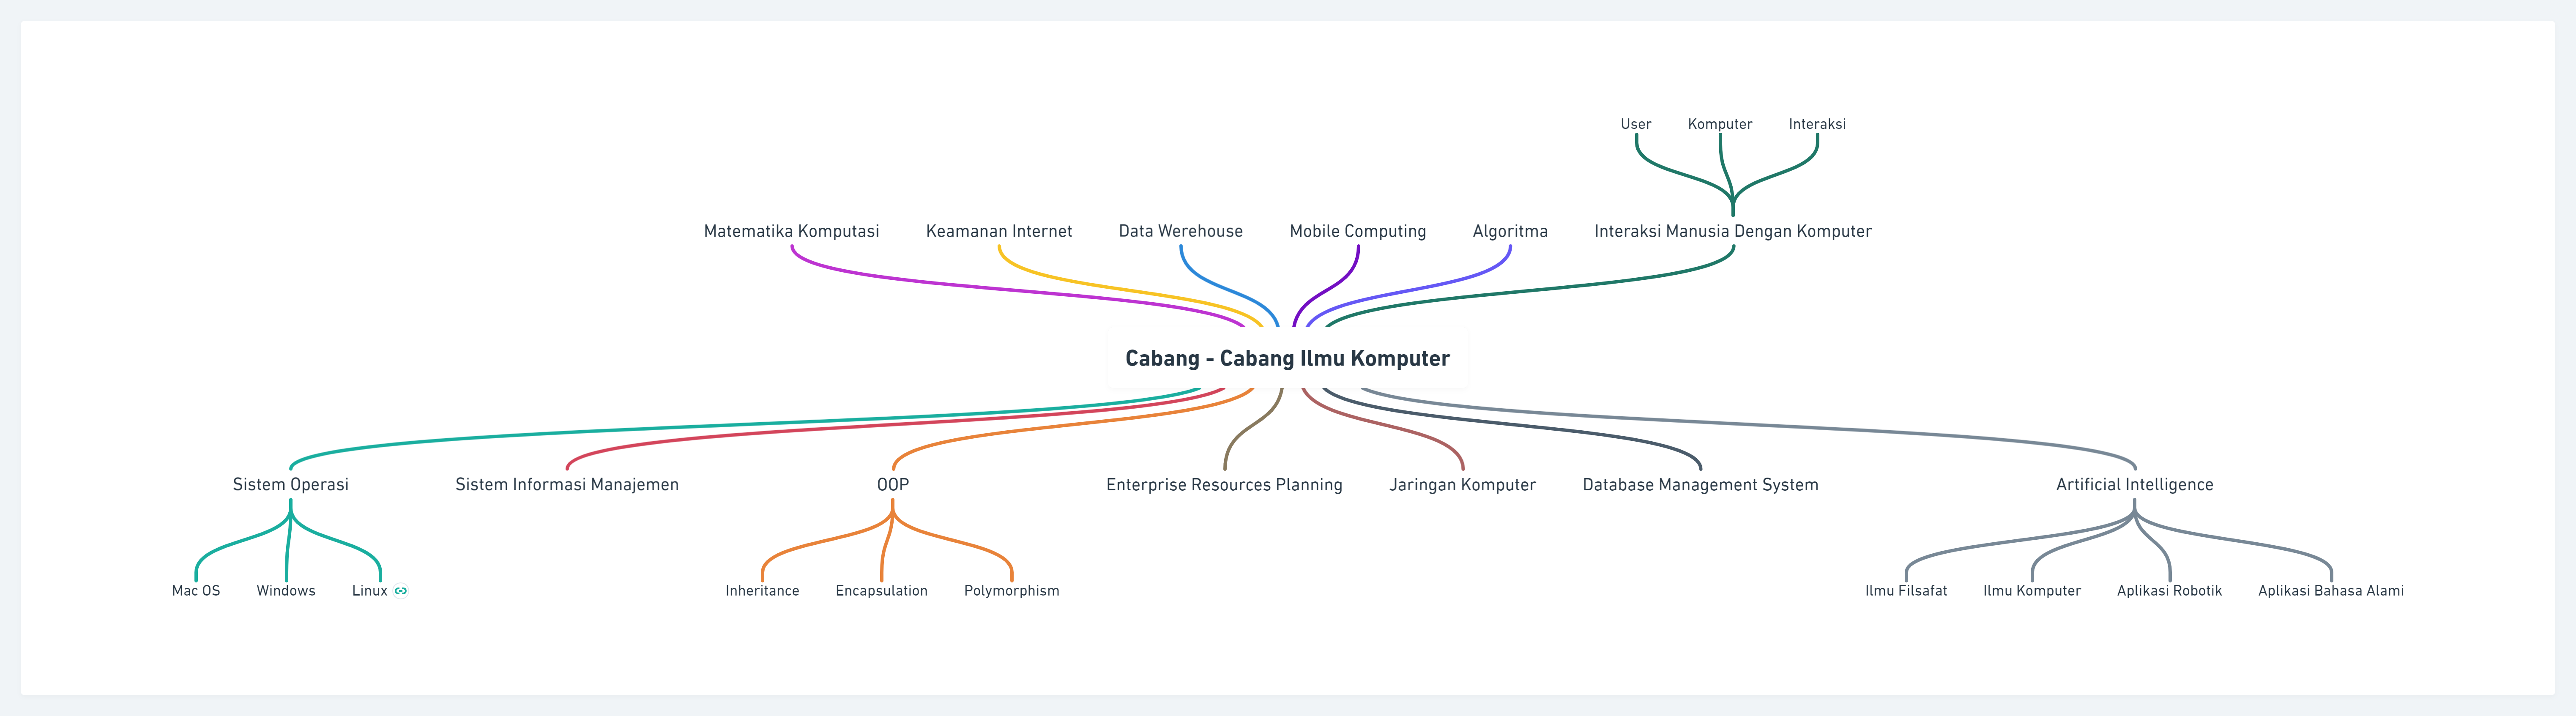 User Komputer Interaksi
Matematika Komputasi Keamanan Internet Data Werehouse Mobile Computing Algoritma Interaksi Manusia Dengan Komputer
Cabang - Cabang Ilmu Komputer
Sistem Operasi Sistem Informasi Manajemen OOP Enterprise Resources Planning Jaringan Komputer Database Management System Artificial Intelligence
Mac OS Windows Linux Inheritance Encapsulation Polymorphism Ilmu Filsafat Ilmu Komputer Aplikasi Robotik Aplikasi Bahasa Alami